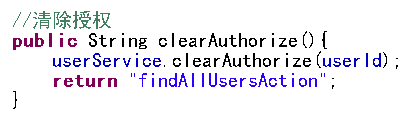 //清除授权
public String clearAuthorize(){
    userService.clearAuthorize(userId);
    return "findAllUsersAction";
}